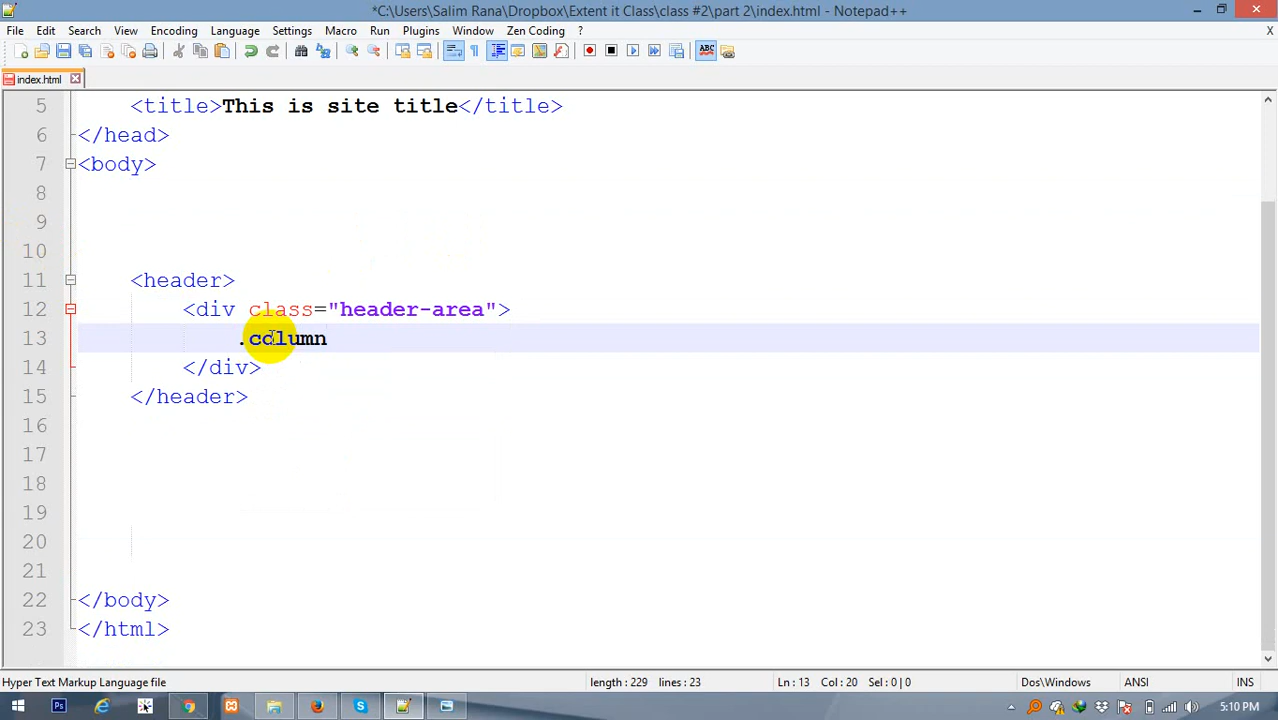 *C:\Users\Salim Rana\Dropbox\Extent it Class\class #2\part 2\index.html - Notepad++
File Edit Search View Encoding Language Settings Macro Run Plugins Window Zen Coding ? X
index.html
5 <title>This is site title</title>
6 </head>
7 <body>
8
9
10
11 <header>
12 <div class="header-area">
13 .column
14 </div>
15 </header>
16
17
18
19
20
21
22 </body>
23 </html>
Hyper Text Markup Language file length : 229 lines : 23 Ln : 13 Col : 20 Sel : 0 | 0 Dos\Windows ANSI INS
5:10 PM